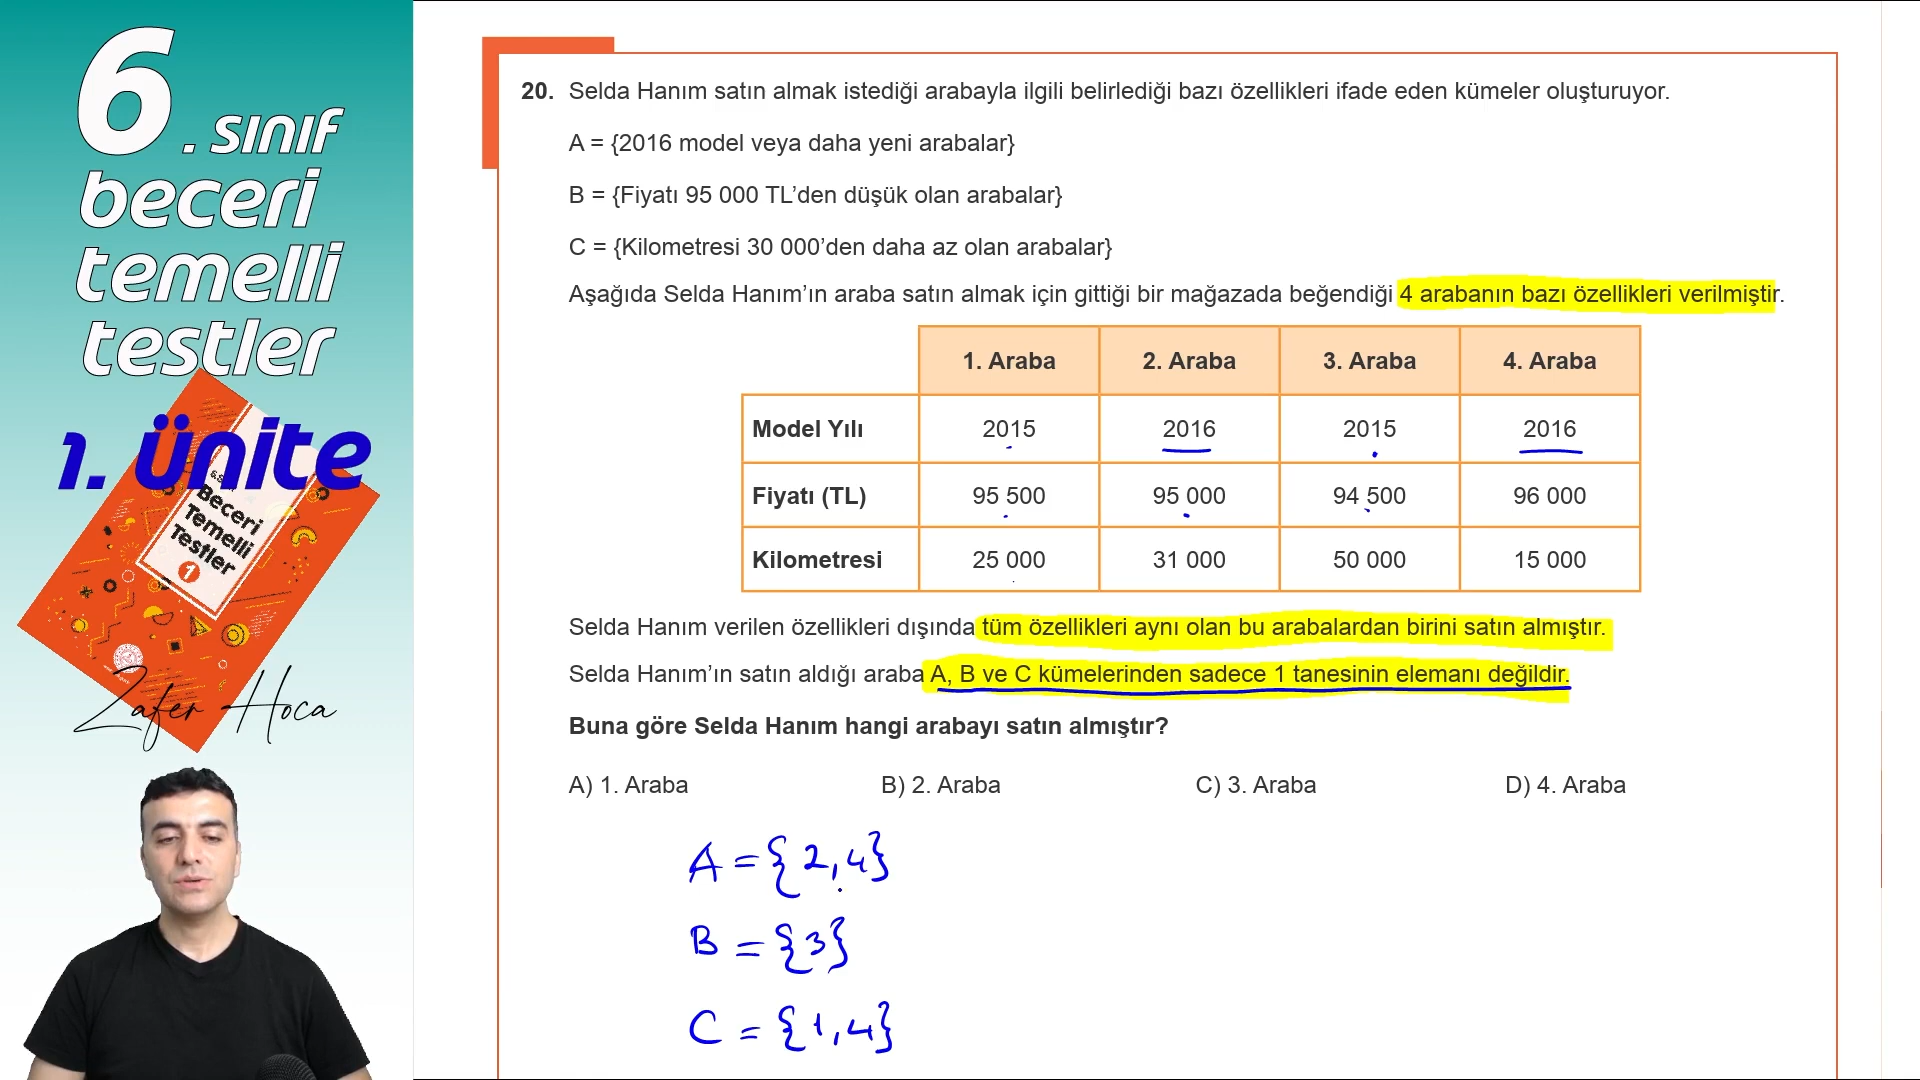 6. sınıf
beceri
temelli
testler
1. Ünite
Beceri
Temelli
Testler
1
Zafer Hoca
20. Selda Hanım satın almak istediği arabayla ilgili belirlediği bazı özellikleri ifade eden kümeler oluşturuyor.
A = {2016 model veya daha yeni arabalar}
B = {Fiyatı 95 000 TL’den düşük olan arabalar}
C = {Kilometresi 30 000’den daha az olan arabalar}
Aşağıda Selda Hanım’ın araba satın almak için gittiği bir mağazada beğendiği 4 arabanın bazı özellikleri verilmiştir.
1. Araba 2. Araba 3. Araba 4. Araba
Model Yılı 2015 2016 2015 2016
Fiyatı (TL) 95 500 95 000 94 500 96 000
Kilometresi 25 000 31 000 50 000 15 000
Selda Hanım verilen özellikleri dışında tüm özellikleri aynı olan bu arabalardan birini satın almıştır.
Selda Hanım’ın satın aldığı araba A, B ve C kümelerinden sadece 1 tanesinin elemanı değildir.
Buna göre Selda Hanım hangi arabayı satın almıştır?
A) 1. Araba B) 2. Araba C) 3. Araba D) 4. Araba
A = {2,4}
B = {3}
C = {1,4}